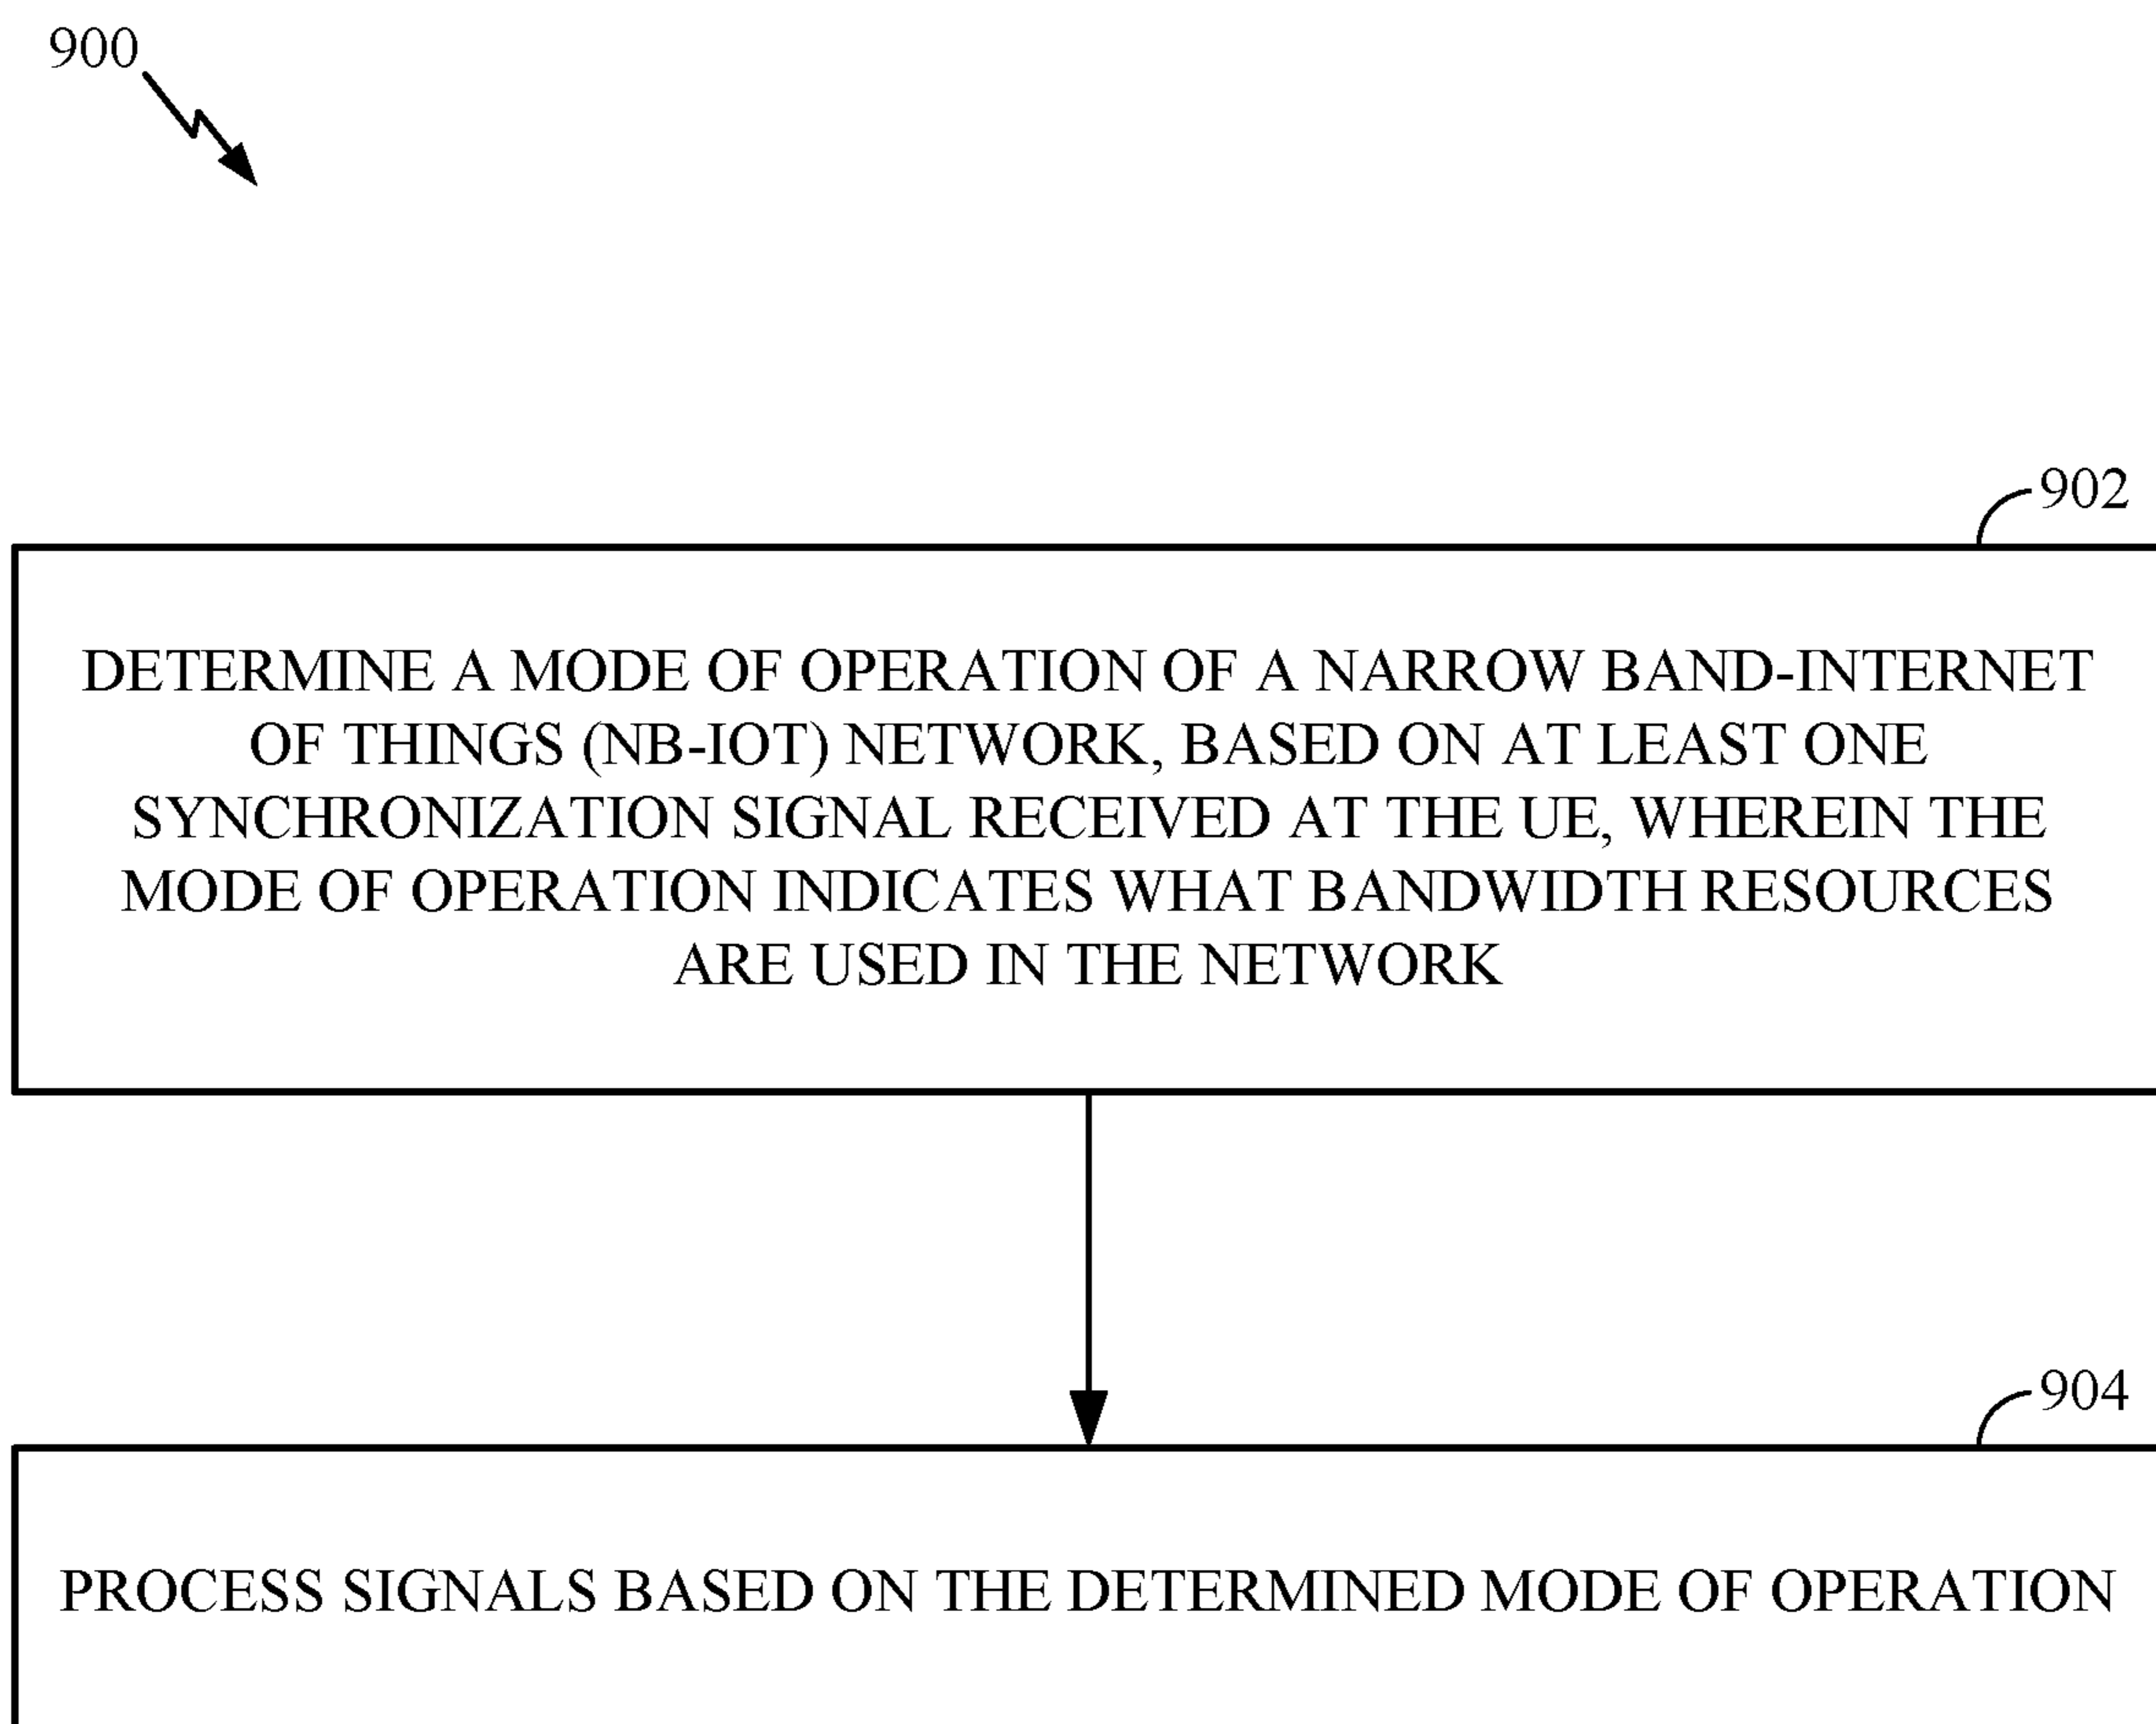 900
902
DETERMINE A MODE OF OPERATION OF A NARROW BAND-INTERNET
OF THINGS (NB-IOT) NETWORK, BASED ON AT LEAST ONE
SYNCHRONIZATION SIGNAL RECEIVED AT THE UE, WHEREIN THE
MODE OF OPERATION INDICATES WHAT BANDWIDTH RESOURCES
ARE USED IN THE NETWORK
904
PROCESS SIGNALS BASED ON THE DETERMINED MODE OF OPERATION